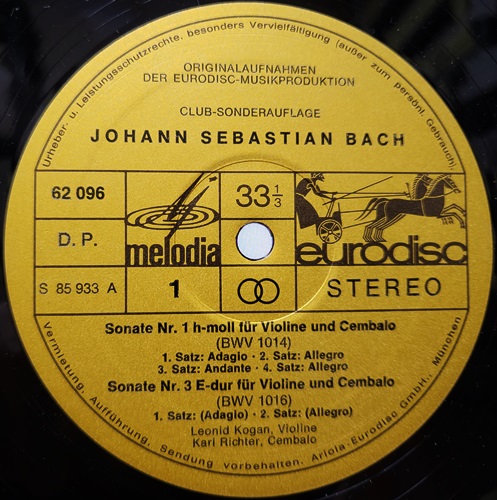 Urheber- u. Leistungsschutzrechte, besonders Vervielfältigung (außer zum persönl. Gebrauch),
ORIGINALAUFNAHMEN
DER EURODISC-MUSIKPRODUKTION
CLUB-SONDERAUFLAGE
JOHANN SEBASTIAN BACH
62 096
33 1/3
D. P.
melodia
eurodisc
S 85 933 A
1
STEREO
Sonate Nr. 1 h-moll für Violine und Cembalo
(BWV 1014)
1. Satz: Adagio · 2. Satz: Allegro
3. Satz: Andante · 4. Satz: Allegro
Sonate Nr. 3 E-dur für Violine und Cembalo
(BWV 1016)
1. Satz: (Adagio) · 2. Satz: (Allegro)
Leonid Kogan, Violine
Karl Richter, Cembalo
Vermietung, Aufführung, Sendung vorbehalten. Ariola-Eurodisc GmbH., München